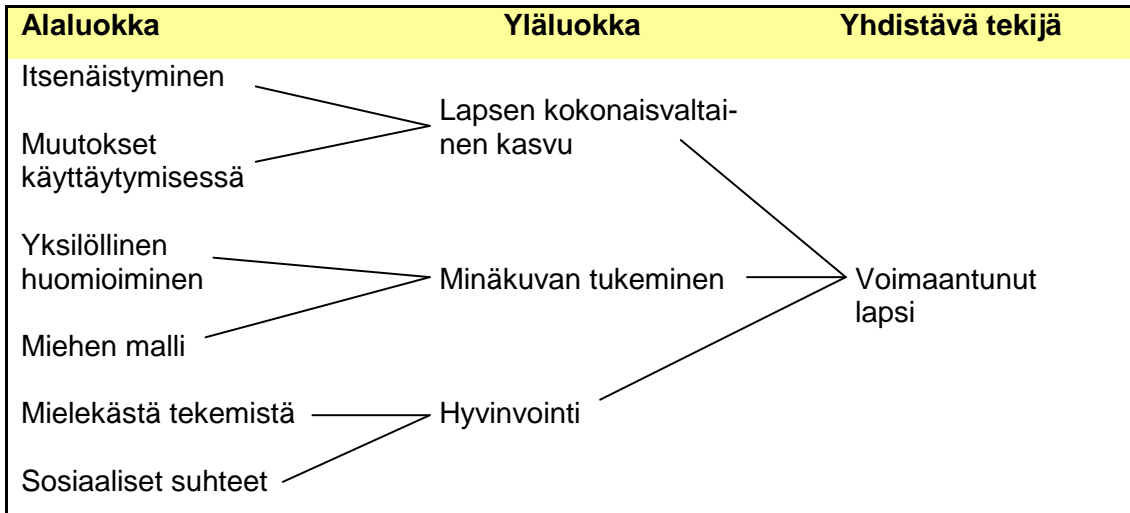 Alaluokka Yläluokka Yhdistävä tekijä
Itsenäistyminen
Lapsen kokonaisvaltai-
nen kasvu
Muutokset
käyttäytymisessä
Yksilöllinen
huomioiminen
Minäkuvan tukeminen
Voimaantunut
lapsi
Miehen malli
Mielekästä tekemistä
Hyvinvointi
Sosiaaliset suhteet